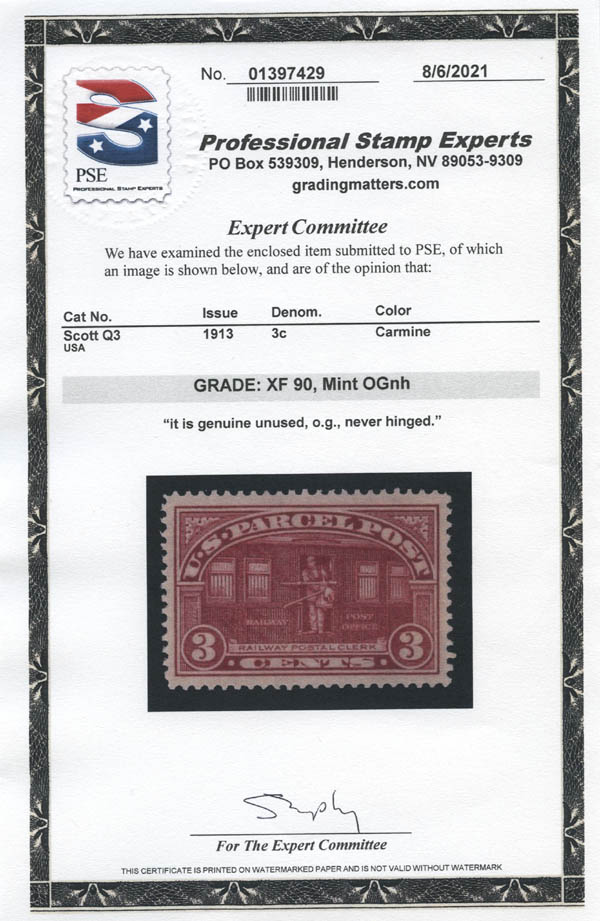 No. 01397429 8/6/2021
PSE
PROFESSIONAL STAMP EXPERTS
Professional Stamp Experts
PO Box 539309, Henderson, NV 89053-9309
gradingmatters.com
Expert Committee
We have examined the enclosed item submitted to PSE, of which
an image is shown below, and are of the opinion that:
Cat No. Issue Denom. Color
Scott Q3 1913 3c Carmine
USA
GRADE: XF 90, Mint OGnh
“it is genuine unused, o.g., never hinged.”
U.S. PARCEL POST
RAILWAY POST
OFFICE
3 RAILWAY POSTAL CLERK 3
CENTS
For The Expert Committee
THIS CERTIFICATE IS PRINTED ON WATERMARKED PAPER AND IS NOT VALID WITHOUT WATERMARK